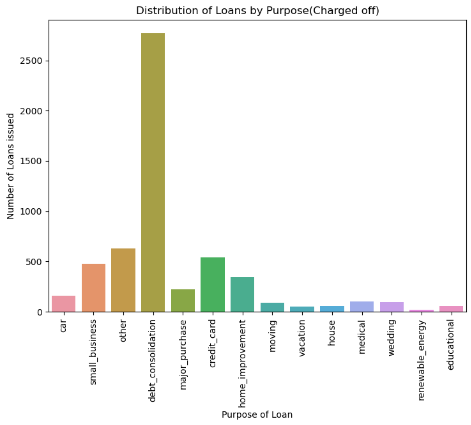 Distribution of Loans by Purpose(Charged off)
Number of Loans issued
2500
2000
1500
1000
500
0
car
small_business
other
debt_consolidation
major_purchase
credit_card
home_improvement
moving
vacation
house
medical
wedding
renewable_energy
educational
Purpose of Loan